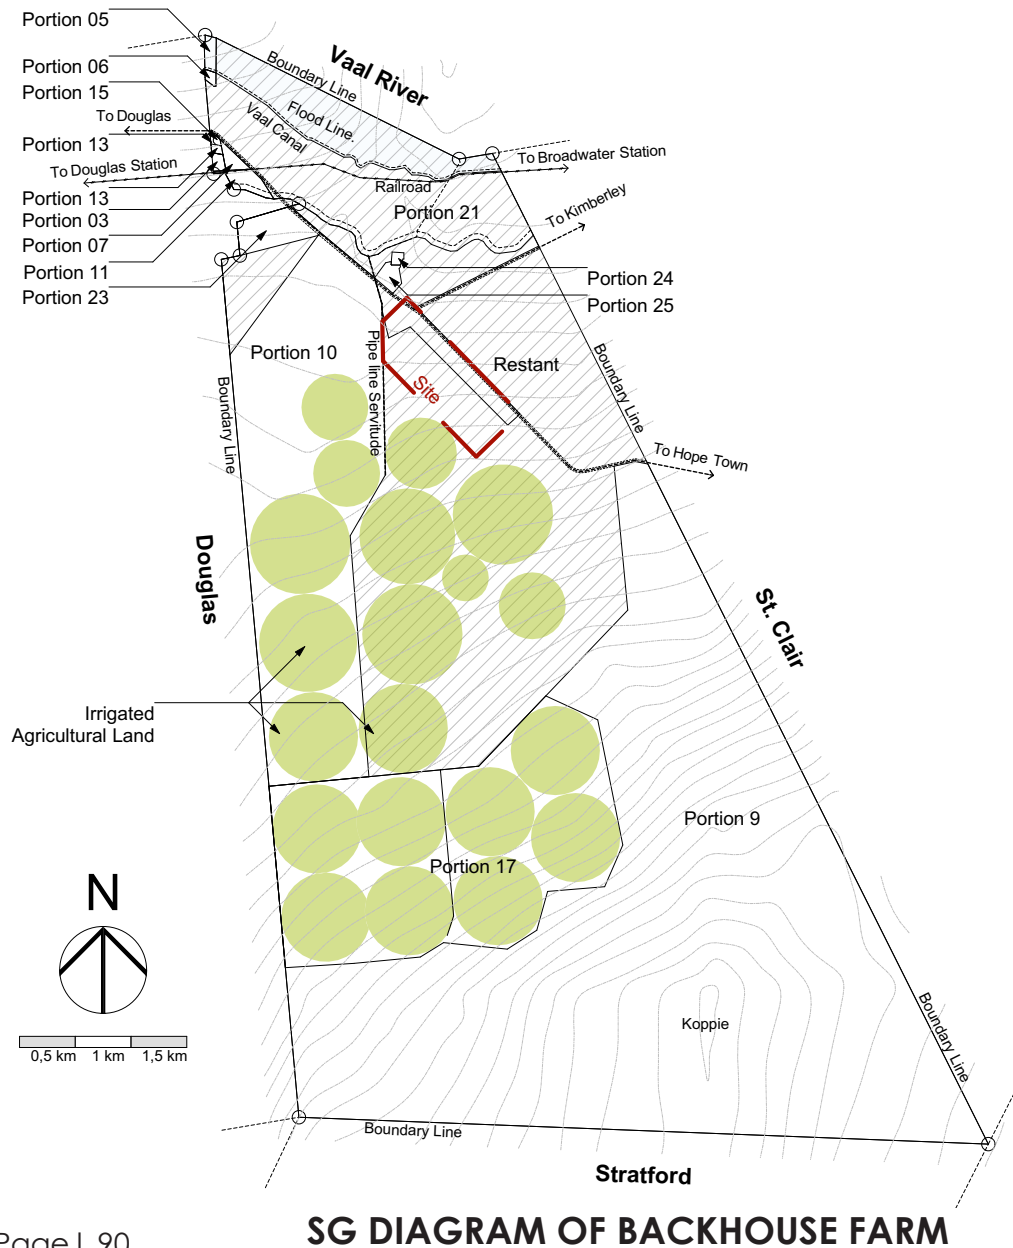 Portion 05
Portion 06
Portion 15
To Douglas
Portion 13
To Douglas Station
Portion 13
Portion 03
Portion 07
Portion 11
Portion 23
Vaal River
Boundary Line
Flood Line.
Vaal Canal
To Broadwater Station
Railroad
Portion 21
To Kimberley
Portion 24
Portion 25
Portion 10
Pipe line Servitude
Site
Restant
Boundary Line
Boundary Line
To Hope Town
Douglas
St. Clair
Irrigated
Agricultural Land
Portion 9
Portion 17
N
0,5 km
1 km
1,5 km
Koppie
Boundary Line
Boundary Line
Stratford
SG DIAGRAM OF BACKHOUSE FARM
Page | 90